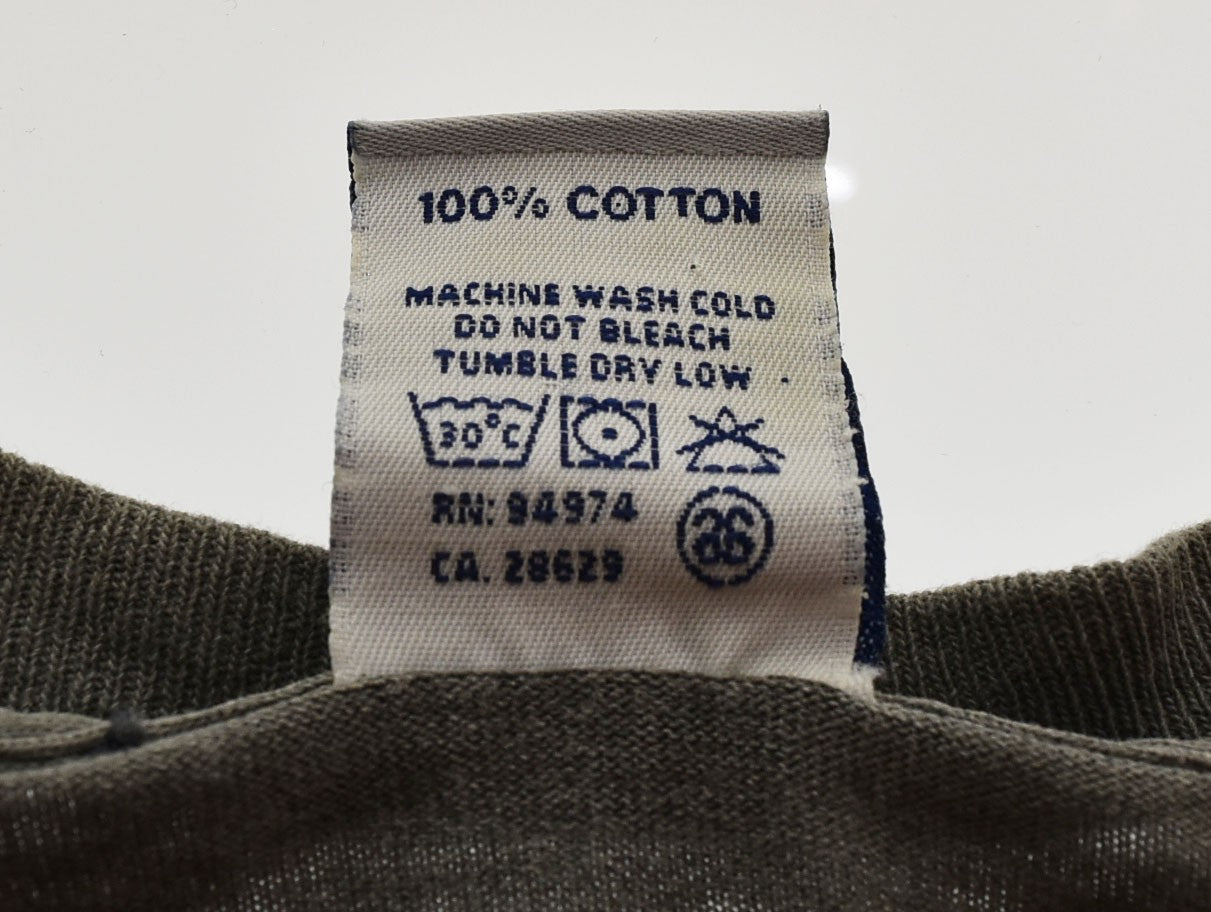 100% COTTON
MACHINE WASH COLD
DO NOT BLEACH
TUMBLE DRY LOW
30°C
RN: 94974
CA. 28629